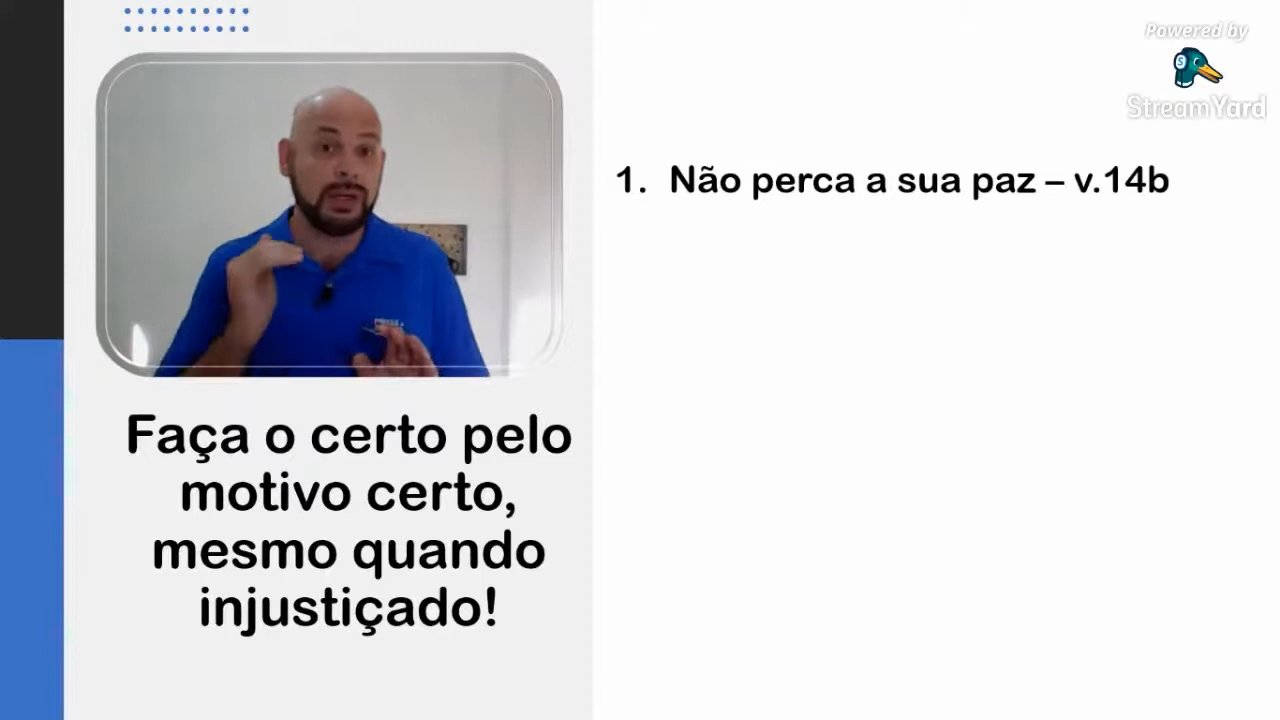 Powered by
StreamYard
1. Não perca a sua paz – v.14b
Faça o certo pelo
motivo certo,
mesmo quando
injustiçado!